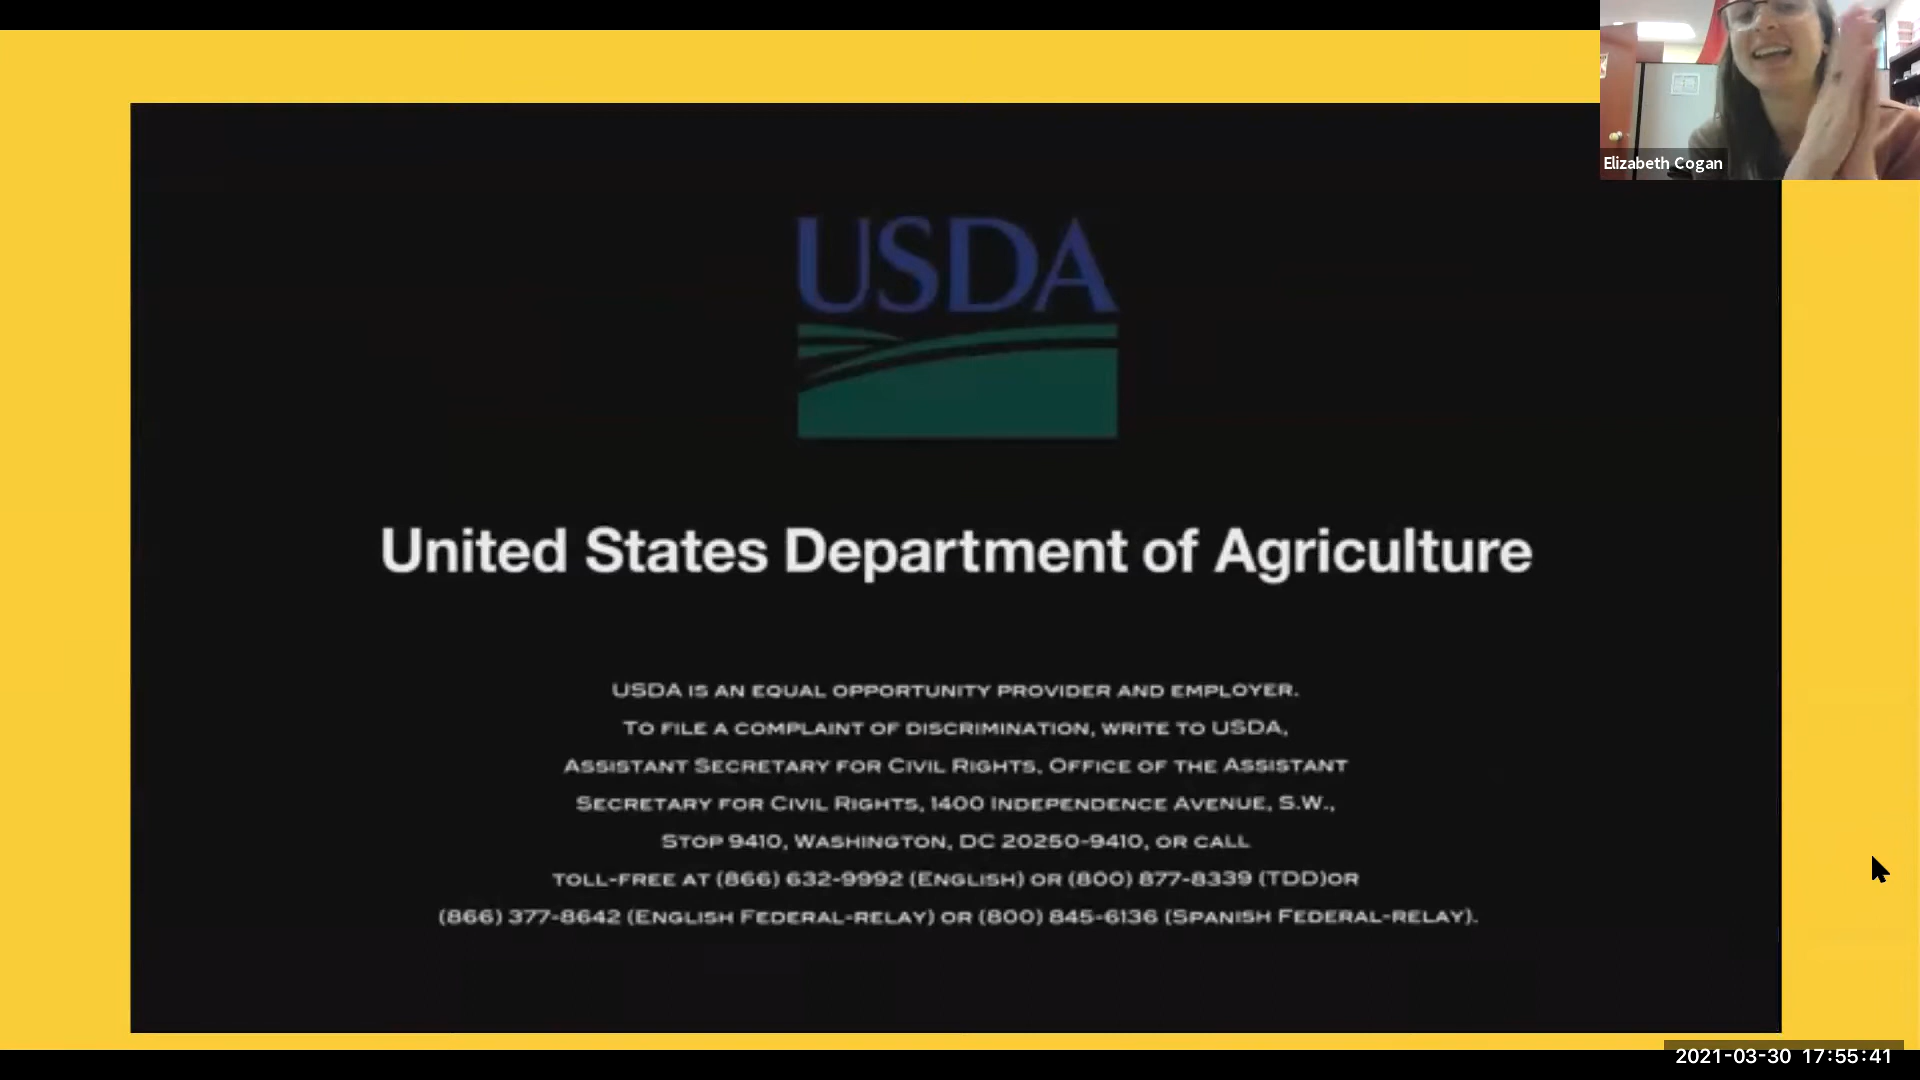 Elizabeth Cogan
USDA
United States Department of Agriculture
USDA IS AN EQUAL OPPORTUNITY PROVIDER AND EMPLOYER.
TO FILE A COMPLAINT OF DISCRIMINATION, WRITE TO USDA,
ASSISTANT SECRETARY FOR CIVIL RIGHTS, OFFICE OF THE ASSISTANT
SECRETARY FOR CIVIL RIGHTS, 1400 INDEPENDENCE AVENUE, S.W.,
STOP 9410, WASHINGTON, DC 20250-9410, OR CALL
TOLL-FREE AT (866) 632-9992 (ENGLISH) OR (800) 877-8339 (TDD)OR
(866) 377-8642 (ENGLISH FEDERAL-RELAY) OR (800) 845-6136 (SPANISH FEDERAL-RELAY).
2021-03-30 17:55:41